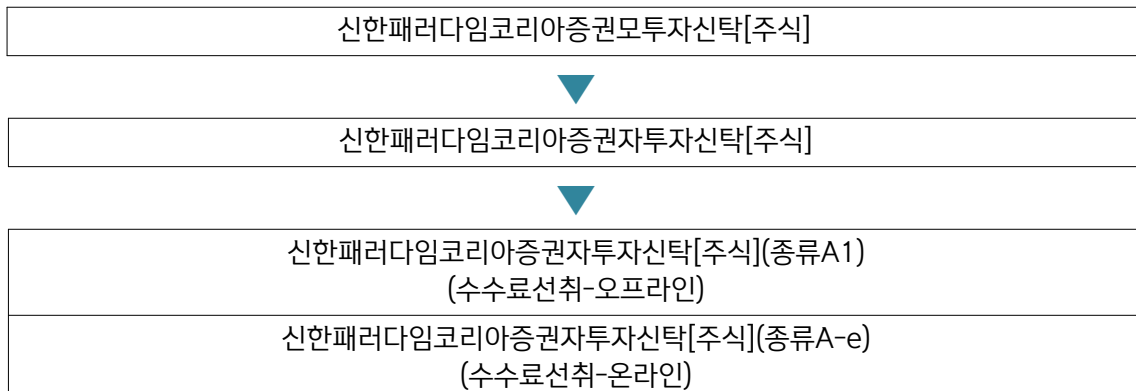 신한패러다임코리아증권모투자신탁[주식]
신한패러다임코리아증권자투자신탁[주식]
신한패러다임코리아증권자투자신탁[주식](종류A1)
(수수료선취-오프라인)
신한패러다임코리아증권자투자신탁[주식](종류A-e)
(수수료선취-온라인)